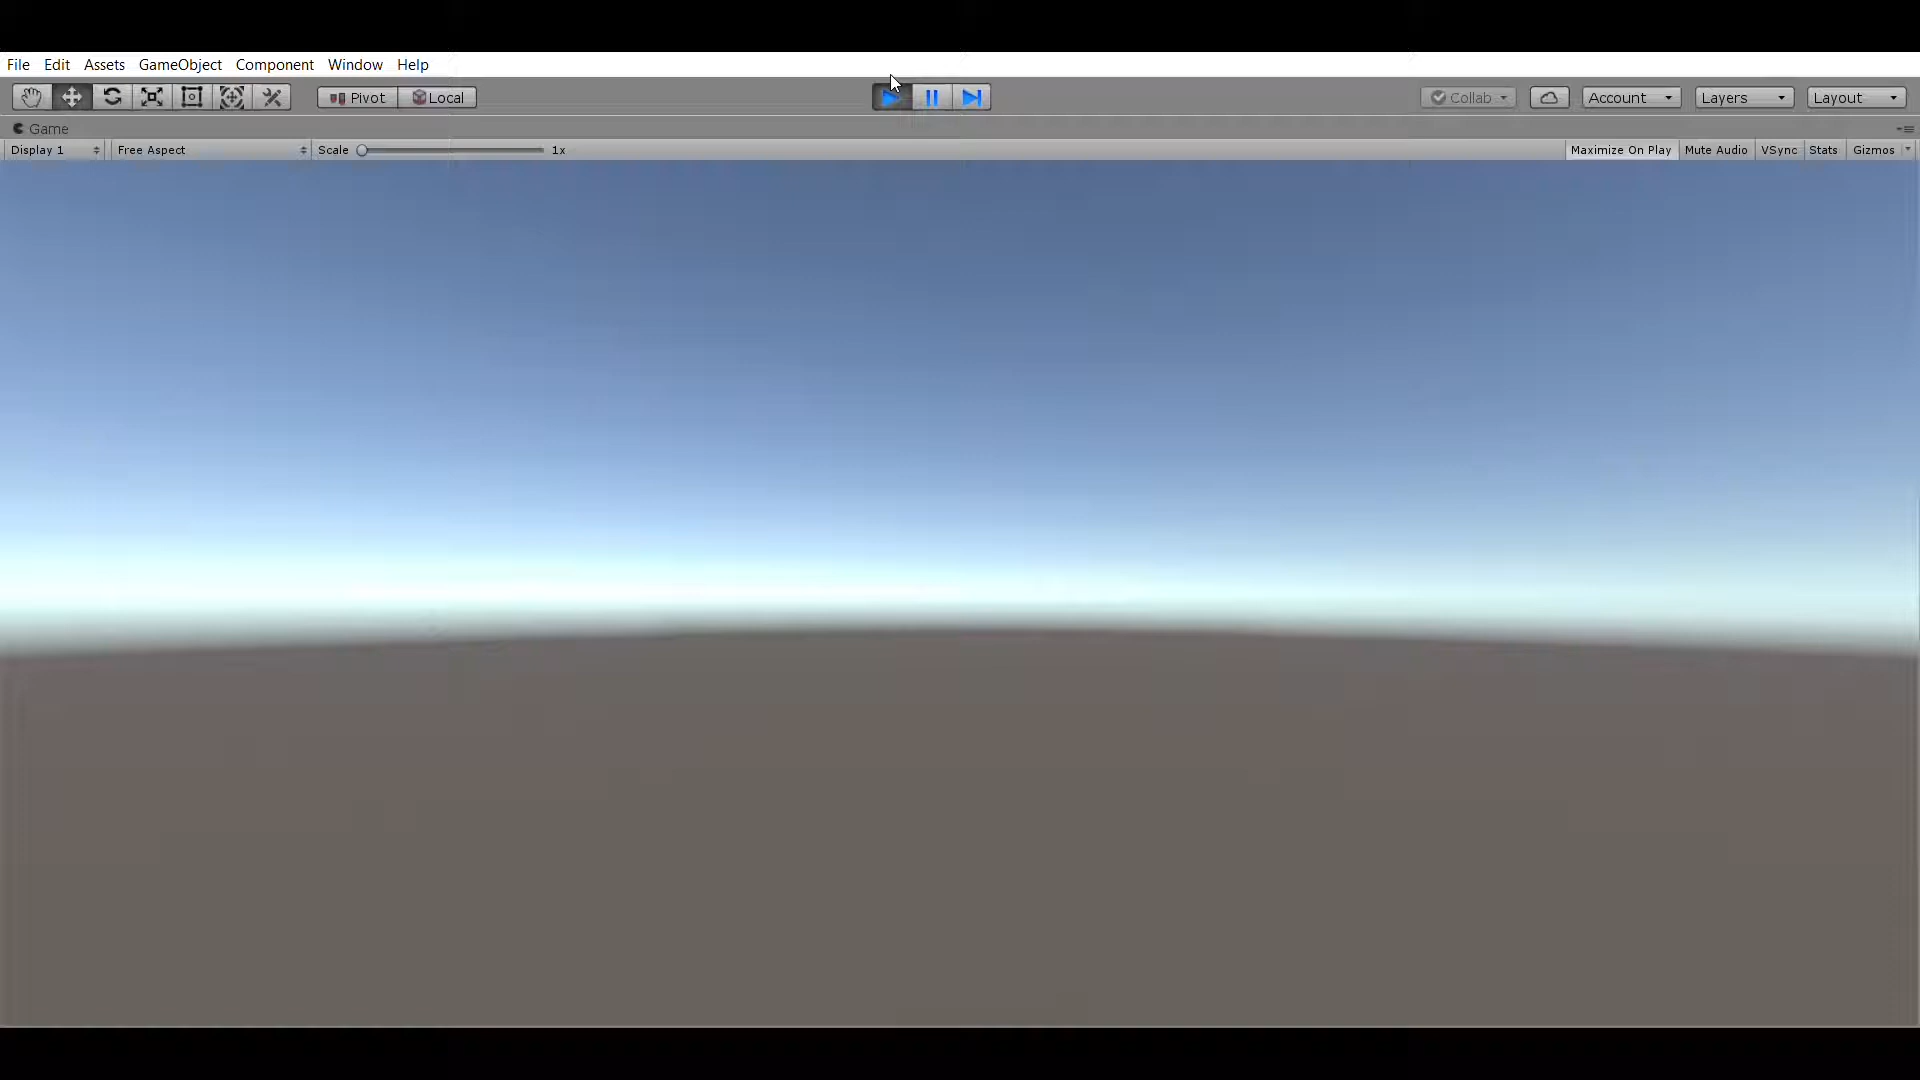 File Edit Assets GameObject Component Window Help
Pivot Local Collab Account Layers Layout
Game
Display 1 Free Aspect Scale 1x Maximize On Play Mute Audio VSync Stats Gizmos